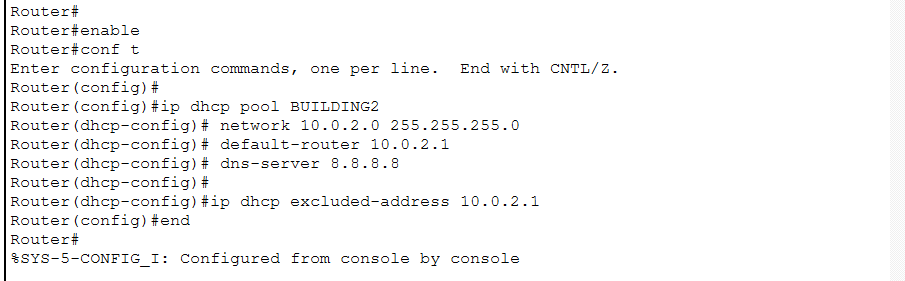 Router#
Router#enable
Router#conf t
Enter configuration commands, one per line.  End with CNTL/Z.
Router(config)#
Router(config)#ip dhcp pool BUILDING2
Router(dhcp-config)# network 10.0.2.0 255.255.255.0
Router(dhcp-config)# default-router 10.0.2.1
Router(dhcp-config)# dns-server 8.8.8.8
Router(dhcp-config)#
Router(dhcp-config)#ip dhcp excluded-address 10.0.2.1
Router(config)#end
Router#
%SYS-5-CONFIG_I: Configured from console by console